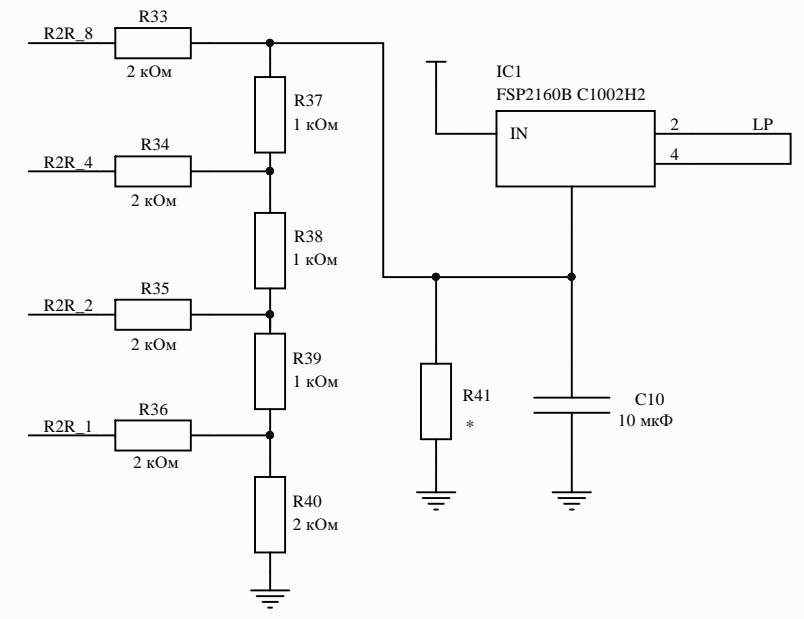 R33
R2R_8
2 кОм
R37
1 кОм
R34
R2R_4
2 кОм
R38
1 кОм
R35
R2R_2
2 кОм
R39
1 кОм
R36
R2R_1
2 кОм
R40
2 кОм
IC1
FSP2160B C1002H2
IN
2
LP
4
R41
*
C10
10 мкФ